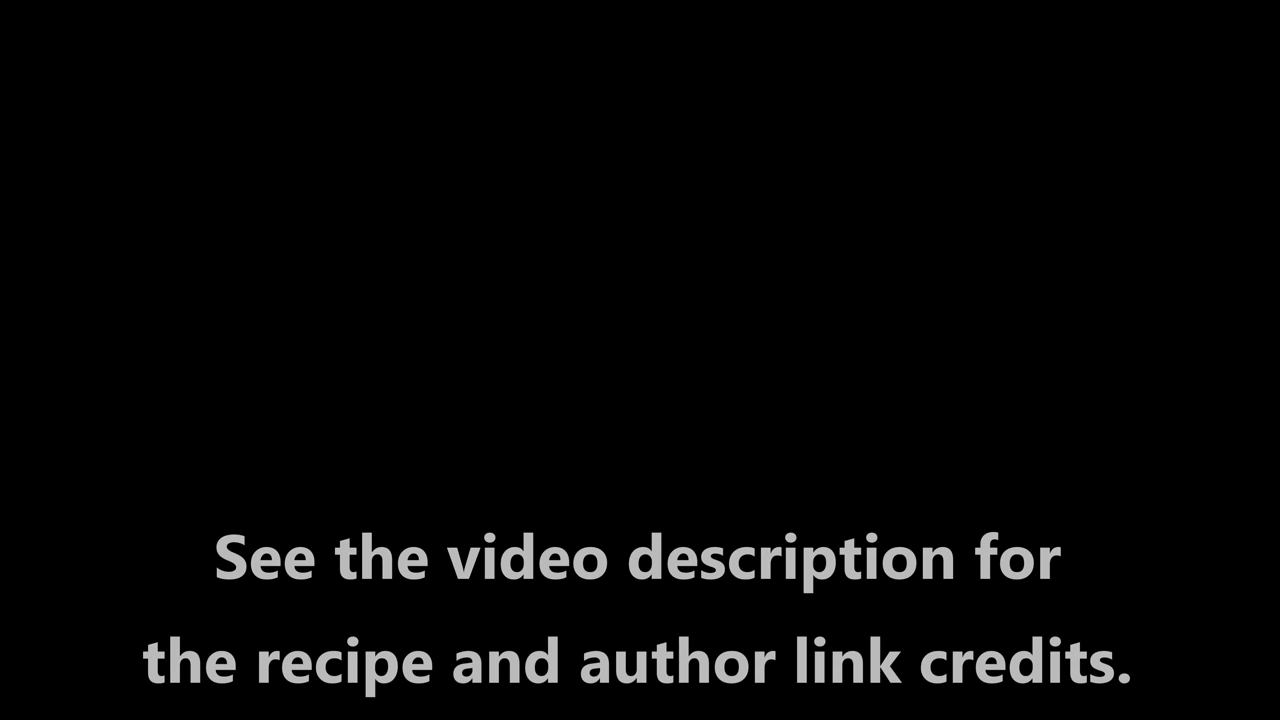 See the video description for
the recipe and author link credits.